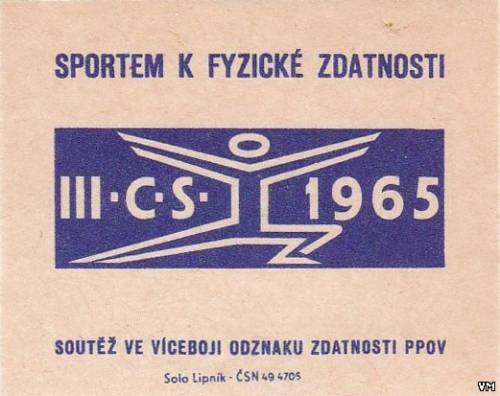 SPORTEM K FYZICKÉ ZDATNOSTI
III·C·S· 1965
SOUTĚŽ VE VÍCEBOJI ODZNAKU ZDATNOSTI PPOV
Solo Lipník - ČSN 49 4705
VM